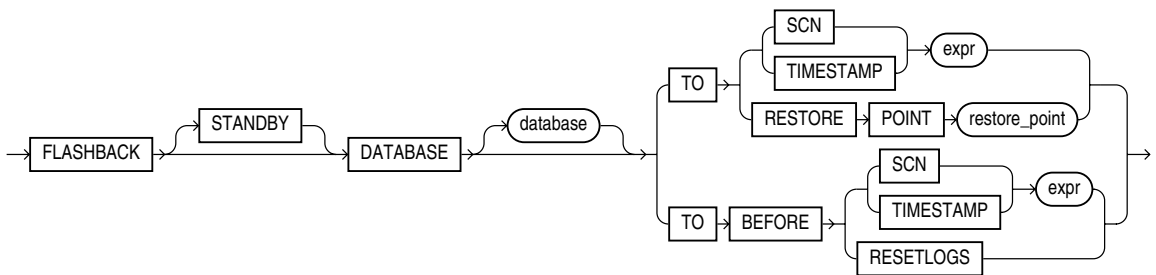 SCN
TO
TIMESTAMP
expr
RESTORE POINT restore_point
STANDBY
database
FLASHBACK
DATABASE
SCN
TO BEFORE
TIMESTAMP
expr
RESETLOGS